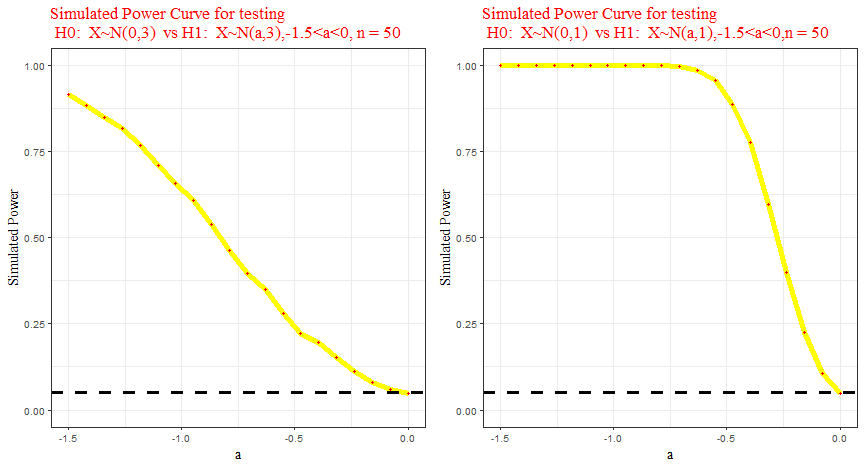 Simulated Power Curve for testing
H0: X~N(0,3) vs H1: X~N(a,3),-1.5<a<0, n = 50
Simulated Power
1.00
0.75
0.50
0.25
0.00
-1.5 -1.0 -0.5 0.0
a
Simulated Power Curve for testing
H0: X~N(0,1) vs H1: X~N(a,1),-1.5<a<0,n = 50
Simulated Power
1.00
0.75
0.50
0.25
0.00
-1.5 -1.0 -0.5 0.0
a